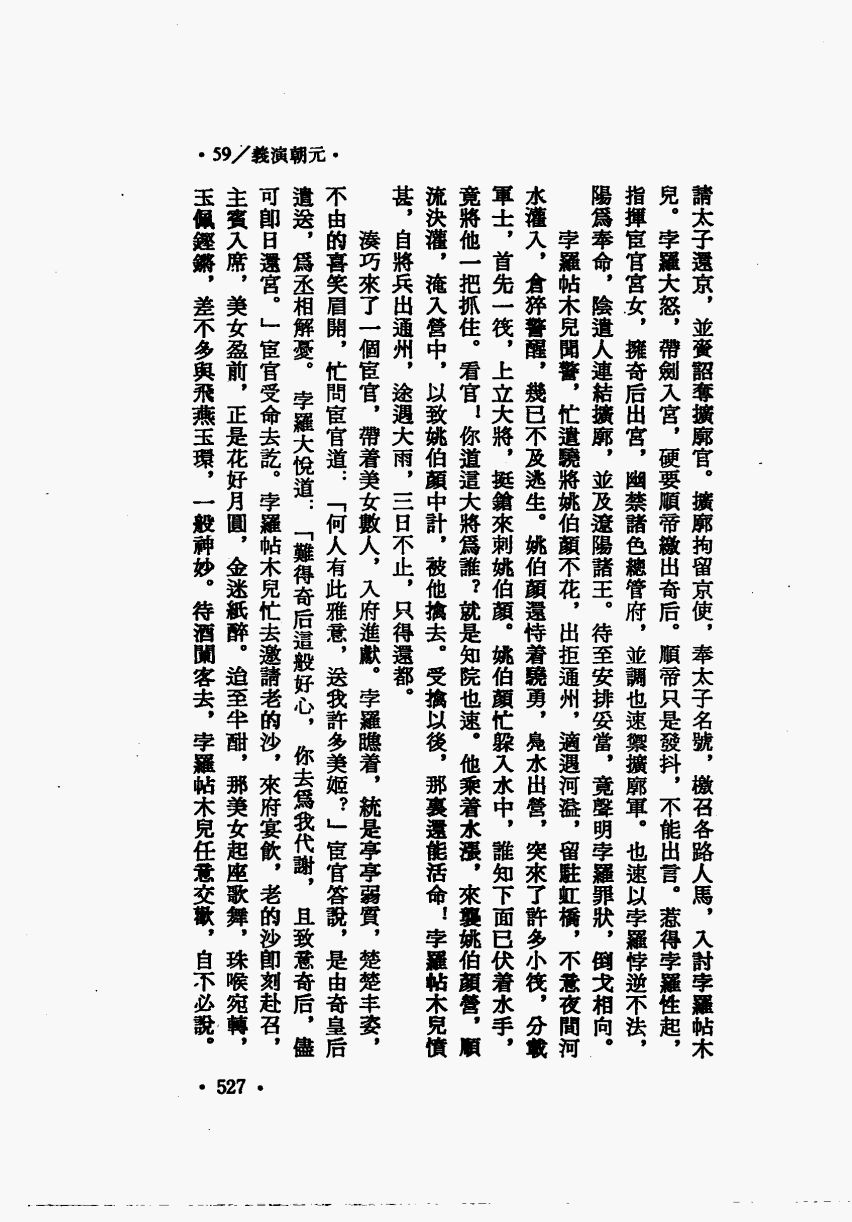 ·59／義演朝元·
請太子還京，並賫詔奪擴廓官。擴廓拘留京使，奉太子名號，檄召各路人馬，入討孛羅帖木
兒。孛羅大怒，帶劍入宮，硬要順帝繳出奇后。順帝只是發抖，不能出言。惹得孛羅性起，
指揮宦官宮女，擁奇后出宮，幽禁諸色總管府，並調也速禦擴廓軍。也速以孛羅悖逆不法，
陽爲奉命，陰遣人連結擴廓，並及遼陽諸王。待至安排妥當，竟聲明孛羅罪狀，倒戈相向。
孛羅帖木兒聞警，忙遣驍將姚伯顏不花，出拒通州，適遇河溢，留駐虹橋，不意夜間河
水灌入，倉猝警醒，幾已不及逃生。姚伯顏還恃着驍勇，鳧水出營，突來了許多小筏，分載
軍士，首先一筏，上立大將，挺鎗來刺姚伯顏。姚伯顏忙躱入水中，誰知下面已伏着水手，
竟將他一把抓住。看官！你道這大將爲誰？就是知院也速。他乘着水漲，來襲姚伯顏營，順
流決灌，淹入營中，以致姚伯顏中計，被他擒去。受擒以後，那裏還能活命！孛羅帖木兒憤
甚，自將兵出通州，途遇大雨，三日不止，只得還都。
湊巧來了一個宦官，帶着美女數人，入府進獻。孛羅瞧着，統是亭亭弱質，楚楚丰姿，
不由的喜笑眉開，忙問宦官道：「何人有此雅意，送我許多美姬？」宦官答說，是由奇皇后
遣送，爲丞相解憂。孛羅大悅道：「難得奇后這般好心，你去爲我代謝，且致意奇后，儘
可卽日還宮。」宦官受命去訖。孛羅帖木兒忙去邀請老的沙，來府宴飮，老的沙卽刻赴召，
主賓入席，美女盈前，正是花好月圓，金迷紙醉。迨至半酣，那美女起座歌舞，珠喉宛轉，
玉佩鏗鏘，差不多與飛燕玉環，一般神妙。待酒闌客去，孛羅帖木兒任意交歡，自不必說。
·527·